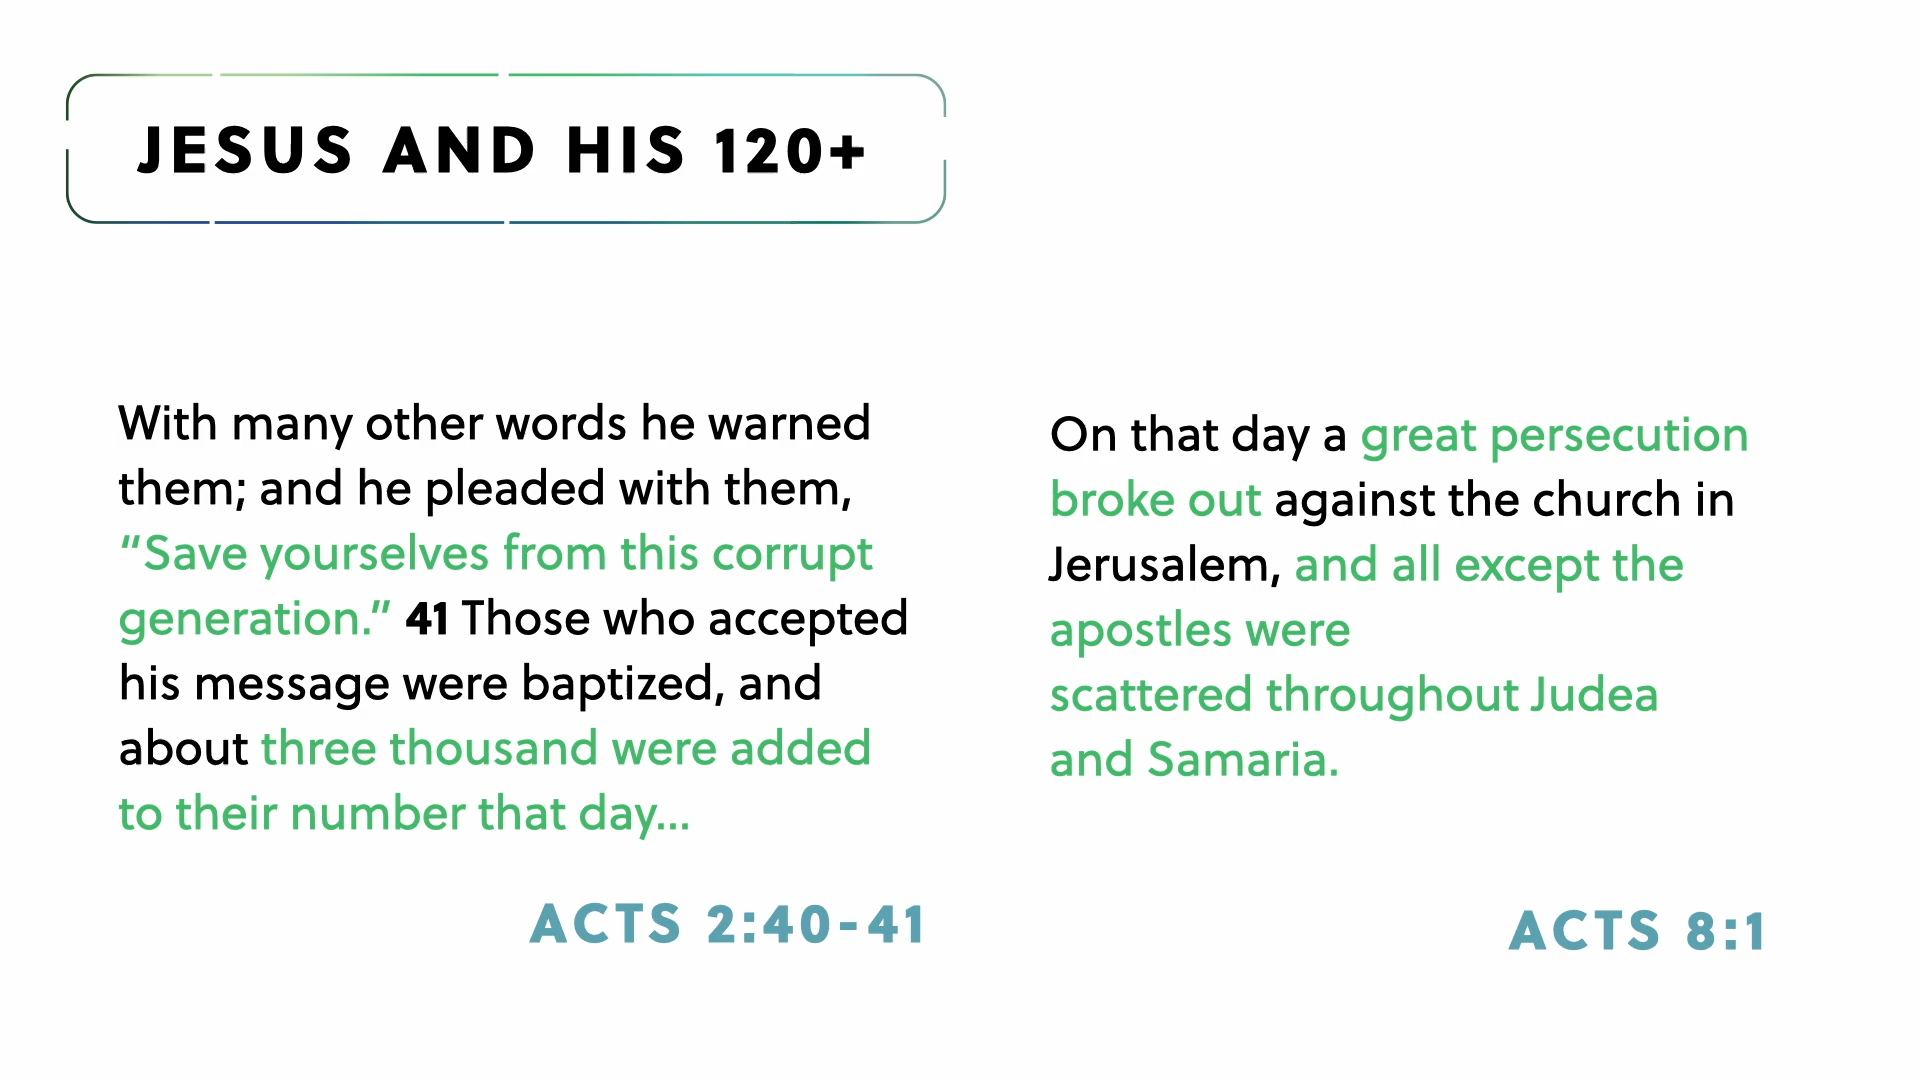 JESUS AND HIS 120+
With many other words he warned
them; and he pleaded with them,
“Save yourselves from this corrupt
generation.” 41 Those who accepted
his message were baptized, and
about three thousand were added
to their number that day...
ACTS 2:40-41
On that day a great persecution
broke out against the church in
Jerusalem, and all except the
apostles were
scattered throughout Judea
and Samaria.
ACTS 8:1